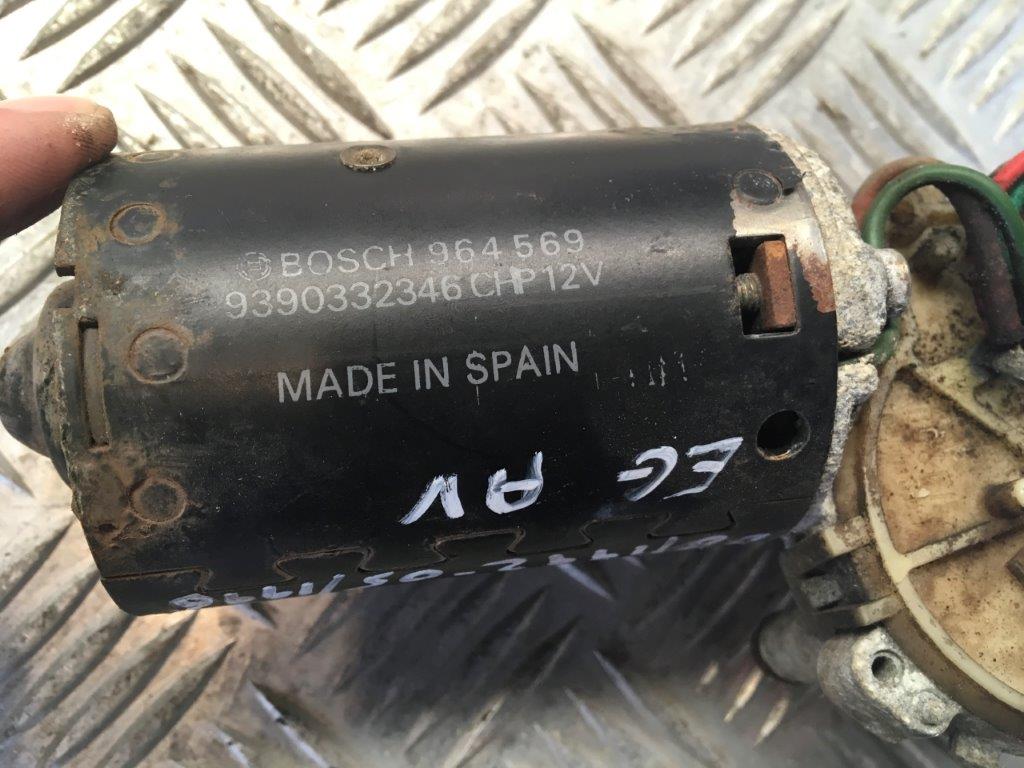 BOSCH 964 569
9390332346 CHP 12V
MADE IN SPAIN
EG AV